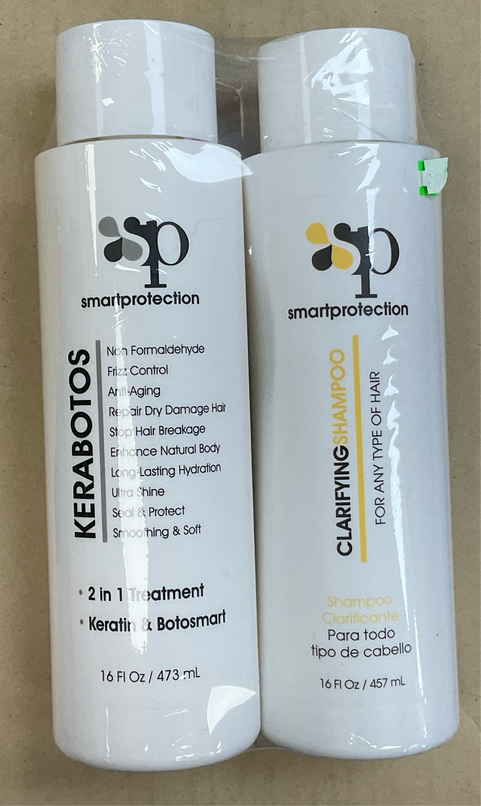 sp
smartprotection
KERABOTOS
Non Formaldehyde
Frizz Control
Anti-Aging
Repair Dry Damage Hair
Stop Hair Breakage
Enhance Natural Body
Long-Lasting Hydration
Ultra Shine
Seal & Protect
Smoothing & Soft
• 2 in 1 Treatment
• Keratin & Botosmart
16 Fl Oz / 473 mL
sp
smartprotection
CLARIFYINGSHAMPOO
FOR ANY TYPE OF HAIR
Shampoo
Clarificante
Para todo
tipo de cabello
16 Fl Oz / 457 mL